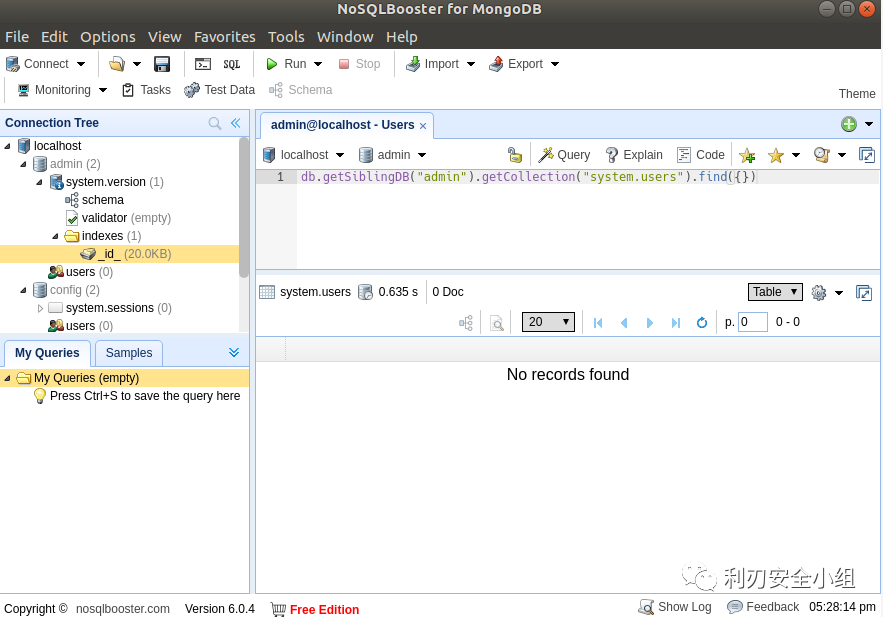 NoSQLBooster for MongoDB
File Edit Options View Favorites Tools Window Help
Connect SQL Run Stop Import Export
Monitoring Tasks Test Data Schema Theme
Connection Tree
localhost
admin (2)
system.version (1)
schema
validator (empty)
indexes (1)
_id_ (20.0KB)
users (0)
config (2)
system.sessions (0)
users (0)
My Queries Samples
My Queries (empty)
Press Ctrl+S to save the query here
admin@localhost - Users ×
localhost admin Query Explain Code
1 db.getSiblingDB("admin").getCollection("system.users").find({})
system.users 0.635 s 0 Doc Table
20 p. 0 0 - 0
No records found
利刃安全小组
Copyright © nosqlbooster.com Version 6.0.4 Free Edition Show Log Feedback 05:28:14 pm